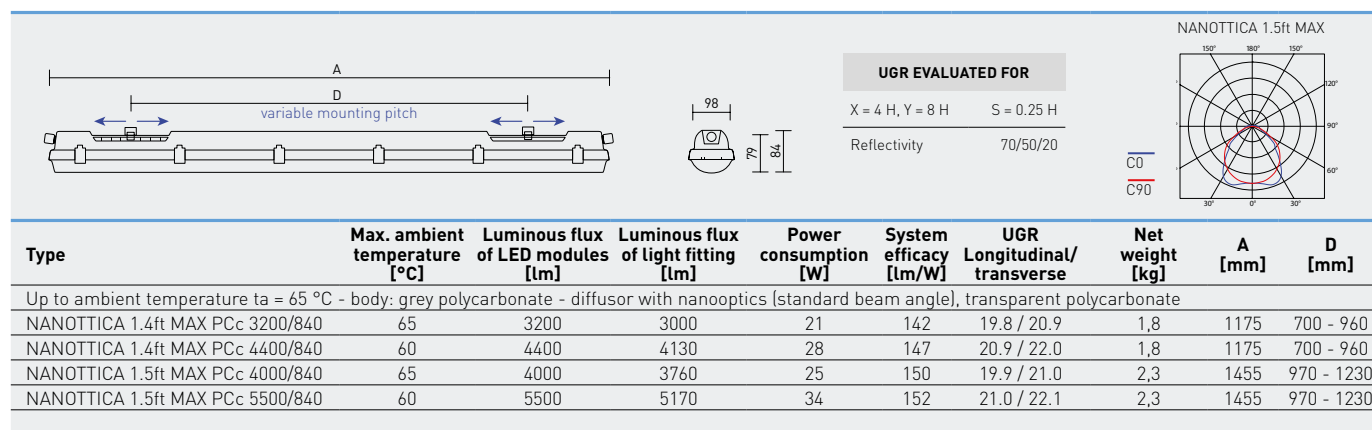 NANOTTICA 1.5ft MAX
150° 180° 150°
120°
90°
60°
30° 0° 30°
C0
C90
A
D
variable mounting pitch
98
79
84
UGR EVALUATED FOR
X = 4 H, Y = 8 H S = 0.25 H
Reflectivity 70/50/20
Type Max. ambient temperature [°C] Luminous flux of LED modules [lm] Luminous flux of light fitting [lm] Power consumption [W] System efficacy [lm/W] UGR Longitudinal/ transverse Net weight [kg] A [mm] D [mm]
Up to ambient temperature ta = 65 °C - body: grey polycarbonate - diffusor with nanooptics (standard beam angle), transparent polycarbonate
NANOTTICA 1.4ft MAX PCc 3200/840 65 3200 3000 21 142 19.8 / 20.9 1,8 1175 700 - 960
NANOTTICA 1.4ft MAX PCc 4400/840 60 4400 4130 28 147 20.9 / 22.0 1,8 1175 700 - 960
NANOTTICA 1.5ft MAX PCc 4000/840 65 4000 3760 25 150 19.9 / 21.0 2,3 1455 970 - 1230
NANOTTICA 1.5ft MAX PCc 5500/840 60 5500 5170 34 152 21.0 / 22.1 2,3 1455 970 - 1230